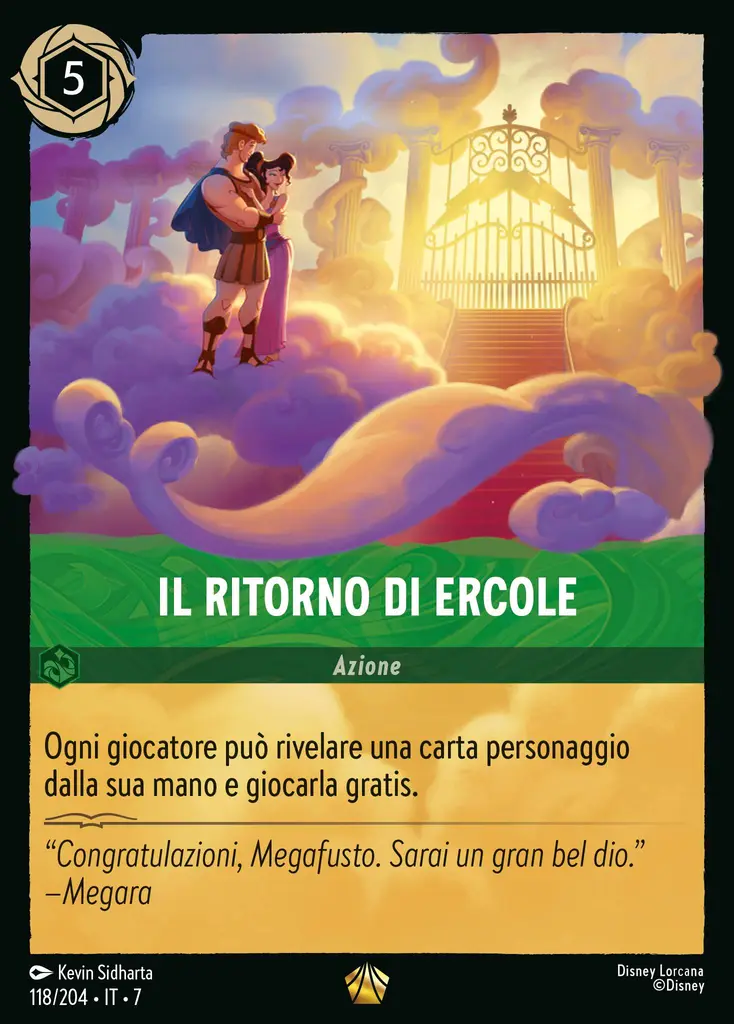 5
IL RITORNO DI ERCOLE
Azione
Ogni giocatore può rivelare una carta personaggio
dalla sua mano e giocarla gratis.
“Congratulazioni, Megafusto. Sarai un gran bel dio.”
–Megara
Kevin Sidharta
118/204 • IT • 7
Disney Lorcana
©Disney